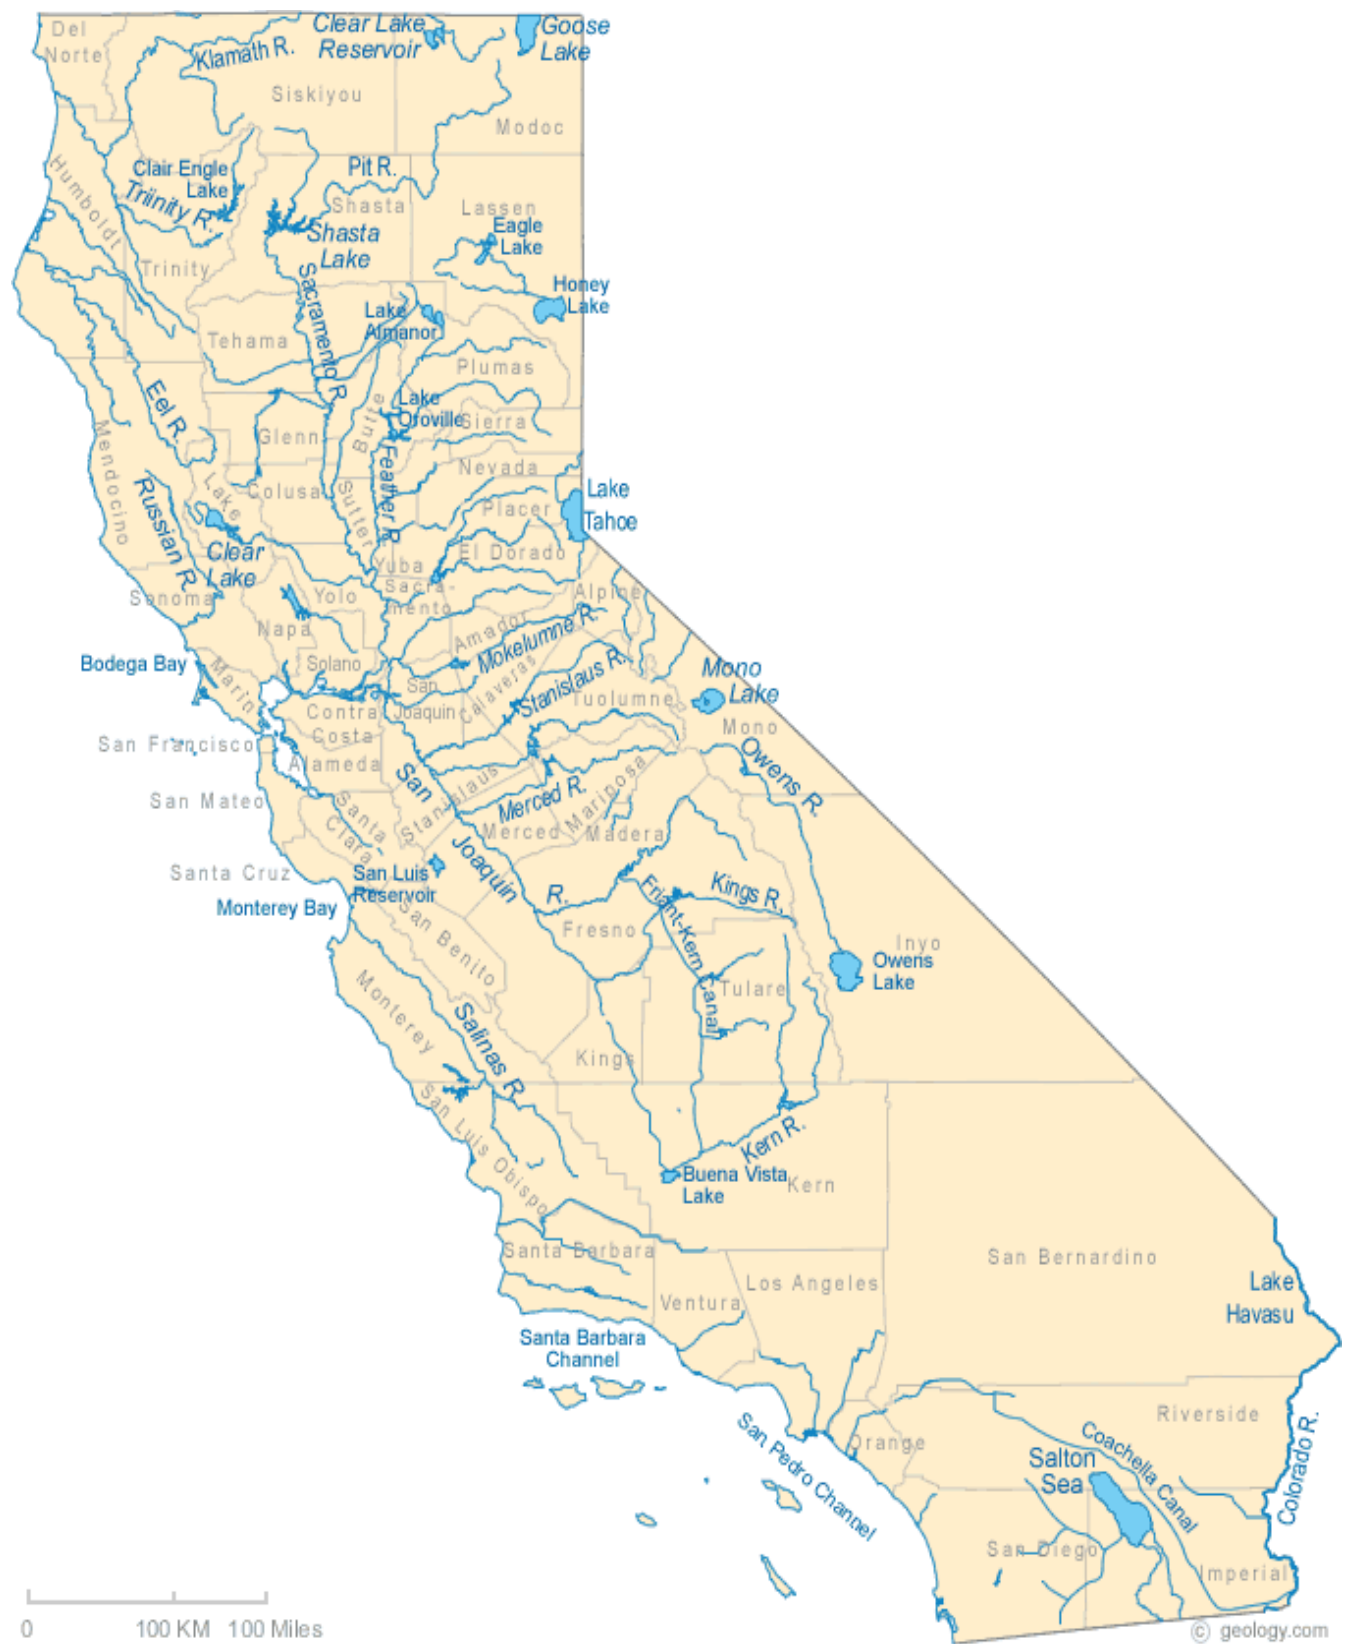 Del
Norte
Klamath R.
Clear Lake
Reservoir
Goose
Lake
Siskiyou
Modoc
Humboldt
Clair Engle
Lake
Triinity R.
Pit R.
Shasta
Lassen
Eagle
Lake
Shasta
Lake
Trinity
Sacramento R.
Honey
Lake
Lake
Almanor
Tehama
Plumas
Eel R.
Butte
Lake
Oroville
Sierra
Mendocino
Glenn
Feather R.
Nevada
Lake
Colusa
Sutter
Placer
Lake
Tahoe
Russian R.
Clear
Lake
El Dorado
Yuba
Sacra-
mento
Alpine
Sonoma
Yolo
Napa
Amador
Mokelumne R.
Bodega Bay
Marin
Solano
San
Joaquin
Calaveras
Stanislaus R.
Tuolumne
Mono
Lake
Mono
Contra
Costa
San Francisco
Alameda
San Joaquin R.
Stanislaus
Owens R.
San Mateo
Santa
Clara
Merced R.
Mariposa
Merced
Madera
Santa Cruz
San Luis
Reservoir
Monterey Bay
San Benito
Friant-Kern Canal
Kings R.
Fresno
Inyo
Owens
Lake
Tulare
Monterey
Salinas R.
Kings
San Luis Obispo
Kern R.
Buena Vista
Lake
Kern
Santa Barbara
San Bernardino
Los Angeles
Ventura
Lake
Havasu
Santa Barbara
Channel
San Pedro Channel
Orange
Riverside
Colorado R.
Salton
Sea
Coachella Canal
San Diego
Imperial
0
100 KM
100 Miles
© geology.com